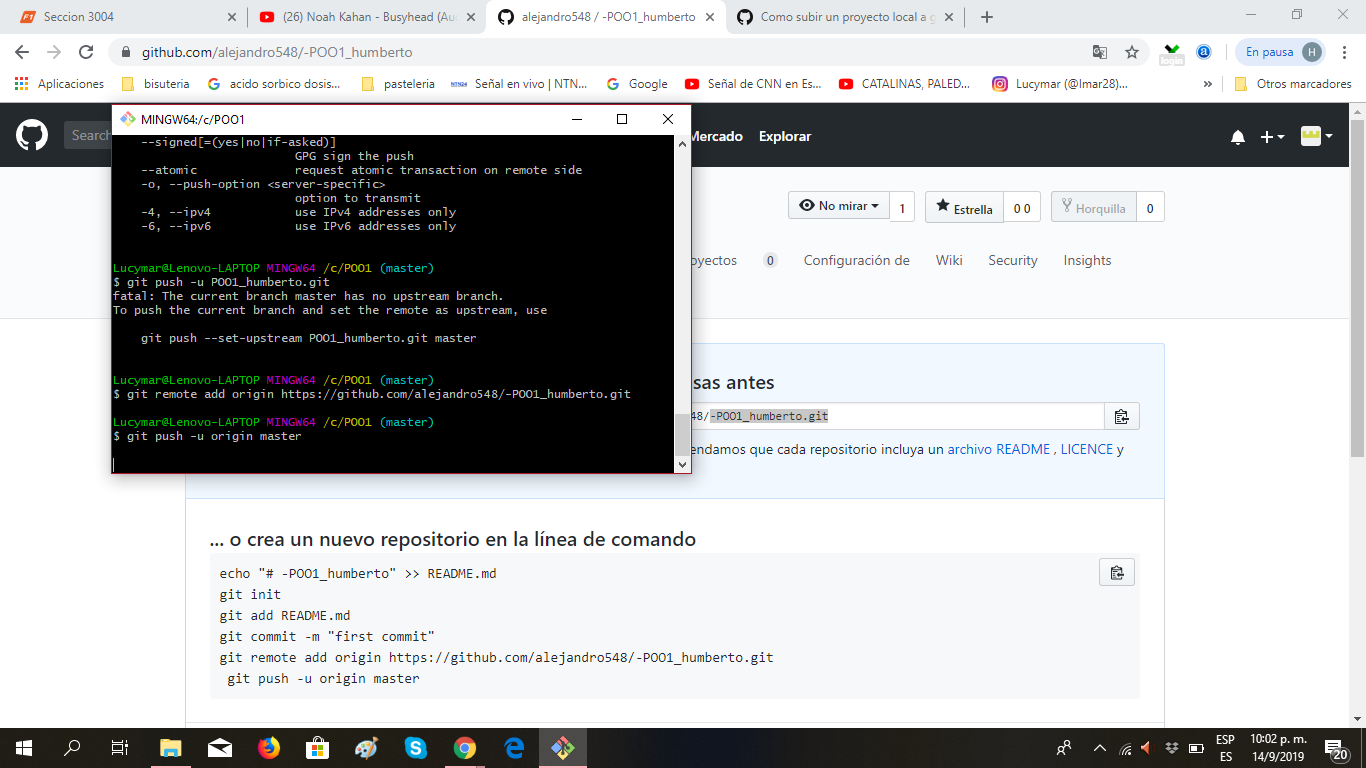 Seccion 3004
(26) Noah Kahan - Busyhead (Au
alejandro548 / -POO1_humberto
Como subir un proyecto local a g
github.com/alejandro548/-POO1_humberto
login
a
En pausa
H
Aplicaciones
bisuteria
acido sorbico dosis...
pasteleria
Señal en vivo | NTN...
Google
Señal de CNN en Es...
CATALINAS, PALED...
Lucymar (@lmar28)...
»
Otros marcadores
Search
Mercado
Explorar
MINGW64:/c/POO1
--signed[=(yes|no|if-asked)]
GPG sign the push
--atomic request atomic transaction on remote side
-o, --push-option <server-specific>
option to transmit
-4, --ipv4 use IPv4 addresses only
-6, --ipv6 use IPv6 addresses only
Lucymar@Lenovo-LAPTOP MINGW64 /c/POO1 (master)
$ git push -u POO1_humberto.git
fatal: The current branch master has no upstream branch.
To push the current branch and set the remote as upstream, use
git push --set-upstream POO1_humberto.git master
Lucymar@Lenovo-LAPTOP MINGW64 /c/POO1 (master)
$ git remote add origin https://github.com/alejandro548/-POO1_humberto.git
Lucymar@Lenovo-LAPTOP MINGW64 /c/POO1 (master)
$ git push -u origin master
No mirar
1
Estrella
0 0
Horquilla
0
oyectos
0
Configuración de
Wiki
Security
Insights
sas antes
48/-POO1_humberto.git
endamos que cada repositorio incluya un archivo README , LICENCE y
... o crea un nuevo repositorio en la línea de comando
echo "# -POO1_humberto" >> README.md
git init
git add README.md
git commit -m "first commit"
git remote add origin https://github.com/alejandro548/-POO1_humberto.git
git push -u origin master
ESP
ES
10:02 p. m.
14/9/2019
20